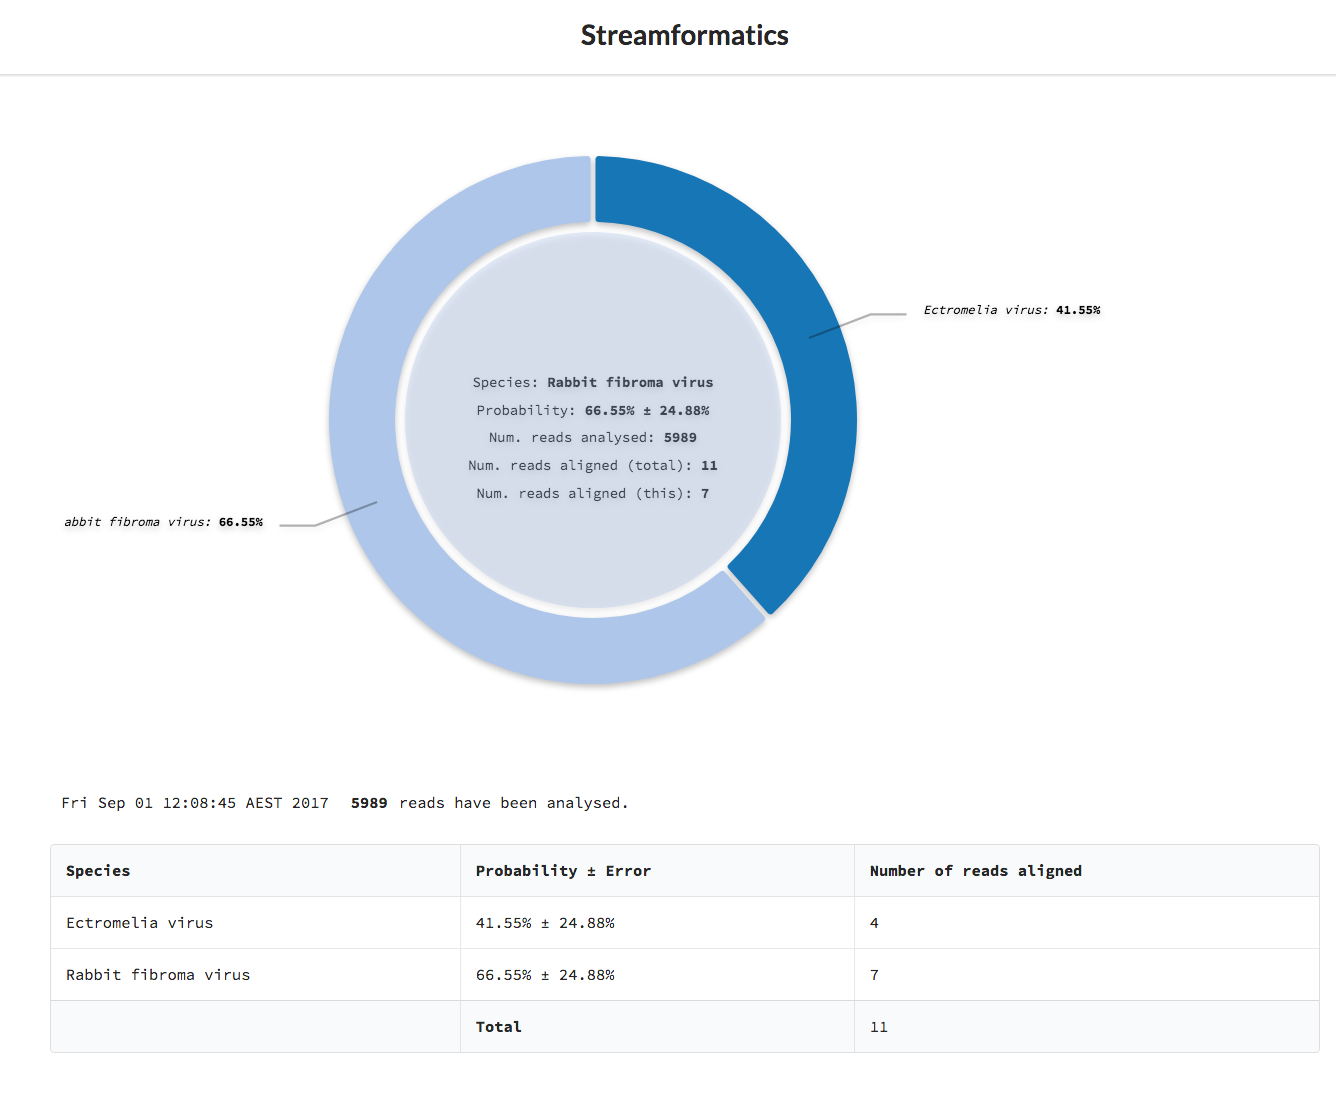 Streamformatics
Ectromelia virus: 41.55%
Species: Rabbit fibroma virus
Probability: 66.55% ± 24.88%
Num. reads analysed: 5989
Num. reads aligned (total): 11
Num. reads aligned (this): 7
abbit fibroma virus: 66.55%
Fri Sep 01 12:08:45 AEST 2017 5989 reads have been analysed.
Species Probability ± Error Number of reads aligned
Ectromelia virus 41.55% ± 24.88% 4
Rabbit fibroma virus 66.55% ± 24.88% 7
Total 11